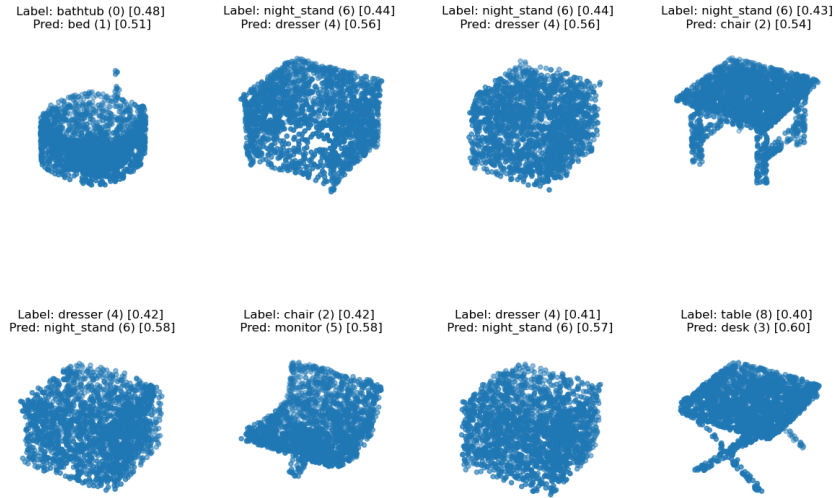 Label: bathtub (0) [0.48]
Pred: bed (1) [0.51]
Label: night_stand (6) [0.44]
Pred: dresser (4) [0.56]
Label: night_stand (6) [0.44]
Pred: dresser (4) [0.56]
Label: night_stand (6) [0.43]
Pred: chair (2) [0.54]
Label: dresser (4) [0.42]
Pred: night_stand (6) [0.58]
Label: chair (2) [0.42]
Pred: monitor (5) [0.58]
Label: dresser (4) [0.41]
Pred: night_stand (6) [0.57]
Label: table (8) [0.40]
Pred: desk (3) [0.60]